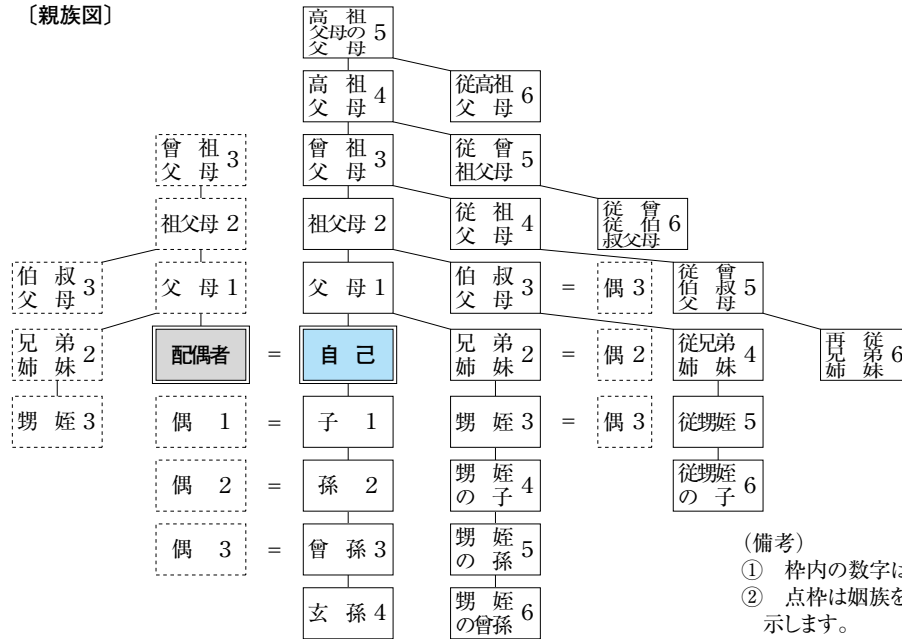 〔親族図〕
高祖
父母の 5
父母
高祖
父母 4
従高祖
父母 6
曾祖
父母 3
曾祖
父母 3
従曾
祖父母 5
祖父母 2
祖父母 2
従祖
父母 4
従曾
従伯 6
叔父母
伯叔
父母 3
父母 1
父母 1
伯叔
父母 3
=
偶 3
従曾
伯叔 5
父母
兄弟
姉妹 2
配偶者
=
自己
兄弟
姉妹 2
=
偶 2
従兄弟
姉妹 4
再従
兄弟 6
姉妹
甥姪 3
偶 1
=
子 1
甥姪 3
=
偶 3
従甥姪 5
偶 2
=
孫 2
甥姪
の子 4
従甥姪
の子 6
偶 3
=
曾孫 3
甥姪
の孫 5
玄孫 4
甥姪
の曾孫 6
(備考)
① 枠内の数字は
② 点枠は姻族を
示します。